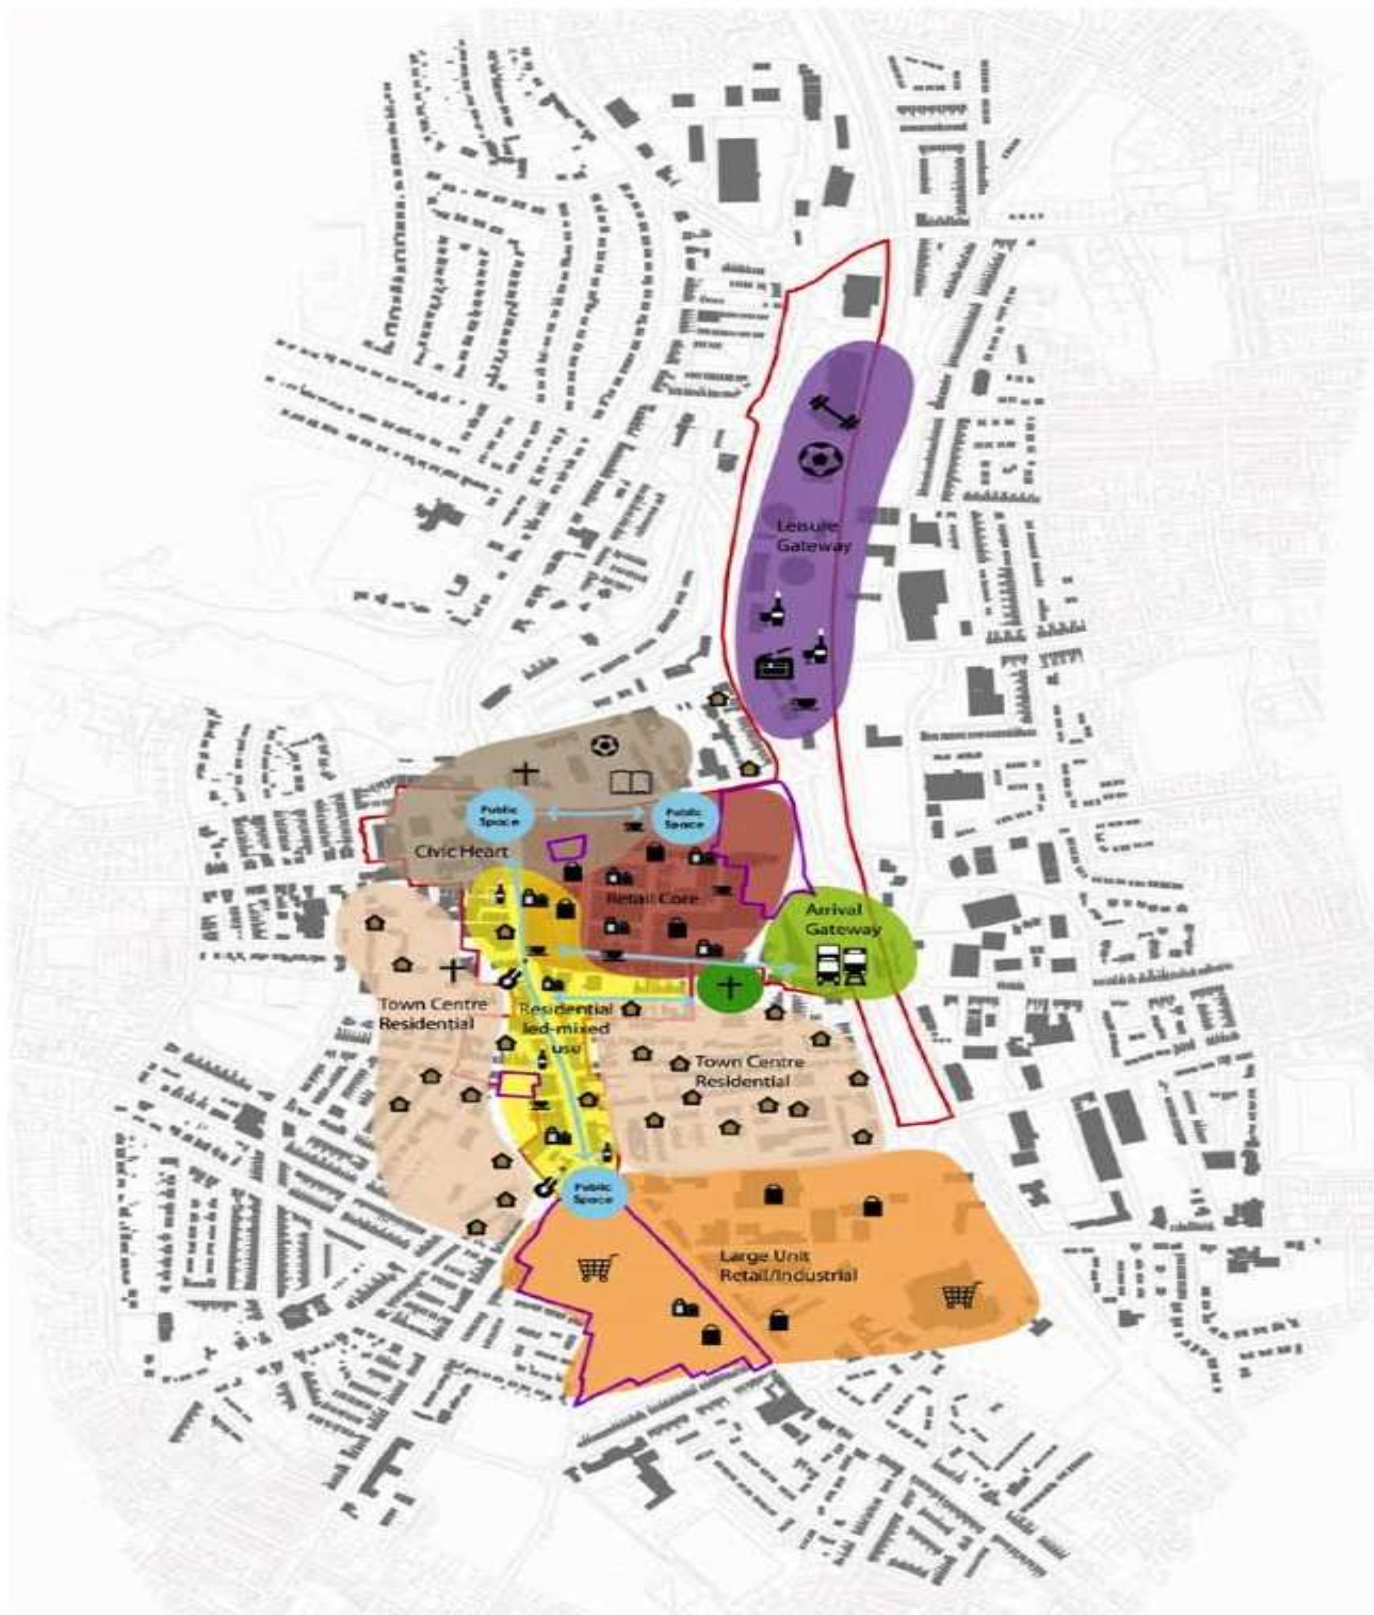 Leisure
Gateway
Public
Space
Public
Space
Civic Heart
Retail Core
Arrival
Gateway
Town Centre
Residential
Residential
led-mixed
use
Town Centre
Residential
Public
Space
Large Unit
Retail/Industrial